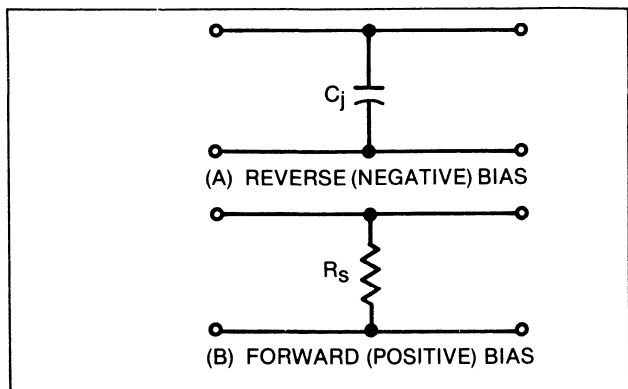 Cj
(A) REVERSE (NEGATIVE) BIAS
Rs
(B) FORWARD (POSITIVE) BIAS